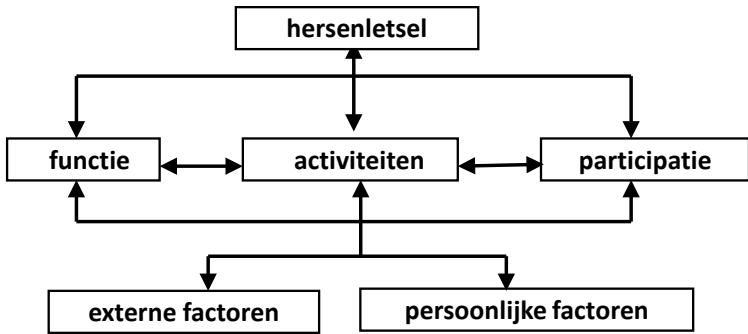 hersenletsel
functie
activiteiten
participatie
externe factoren
persoonlijke factoren